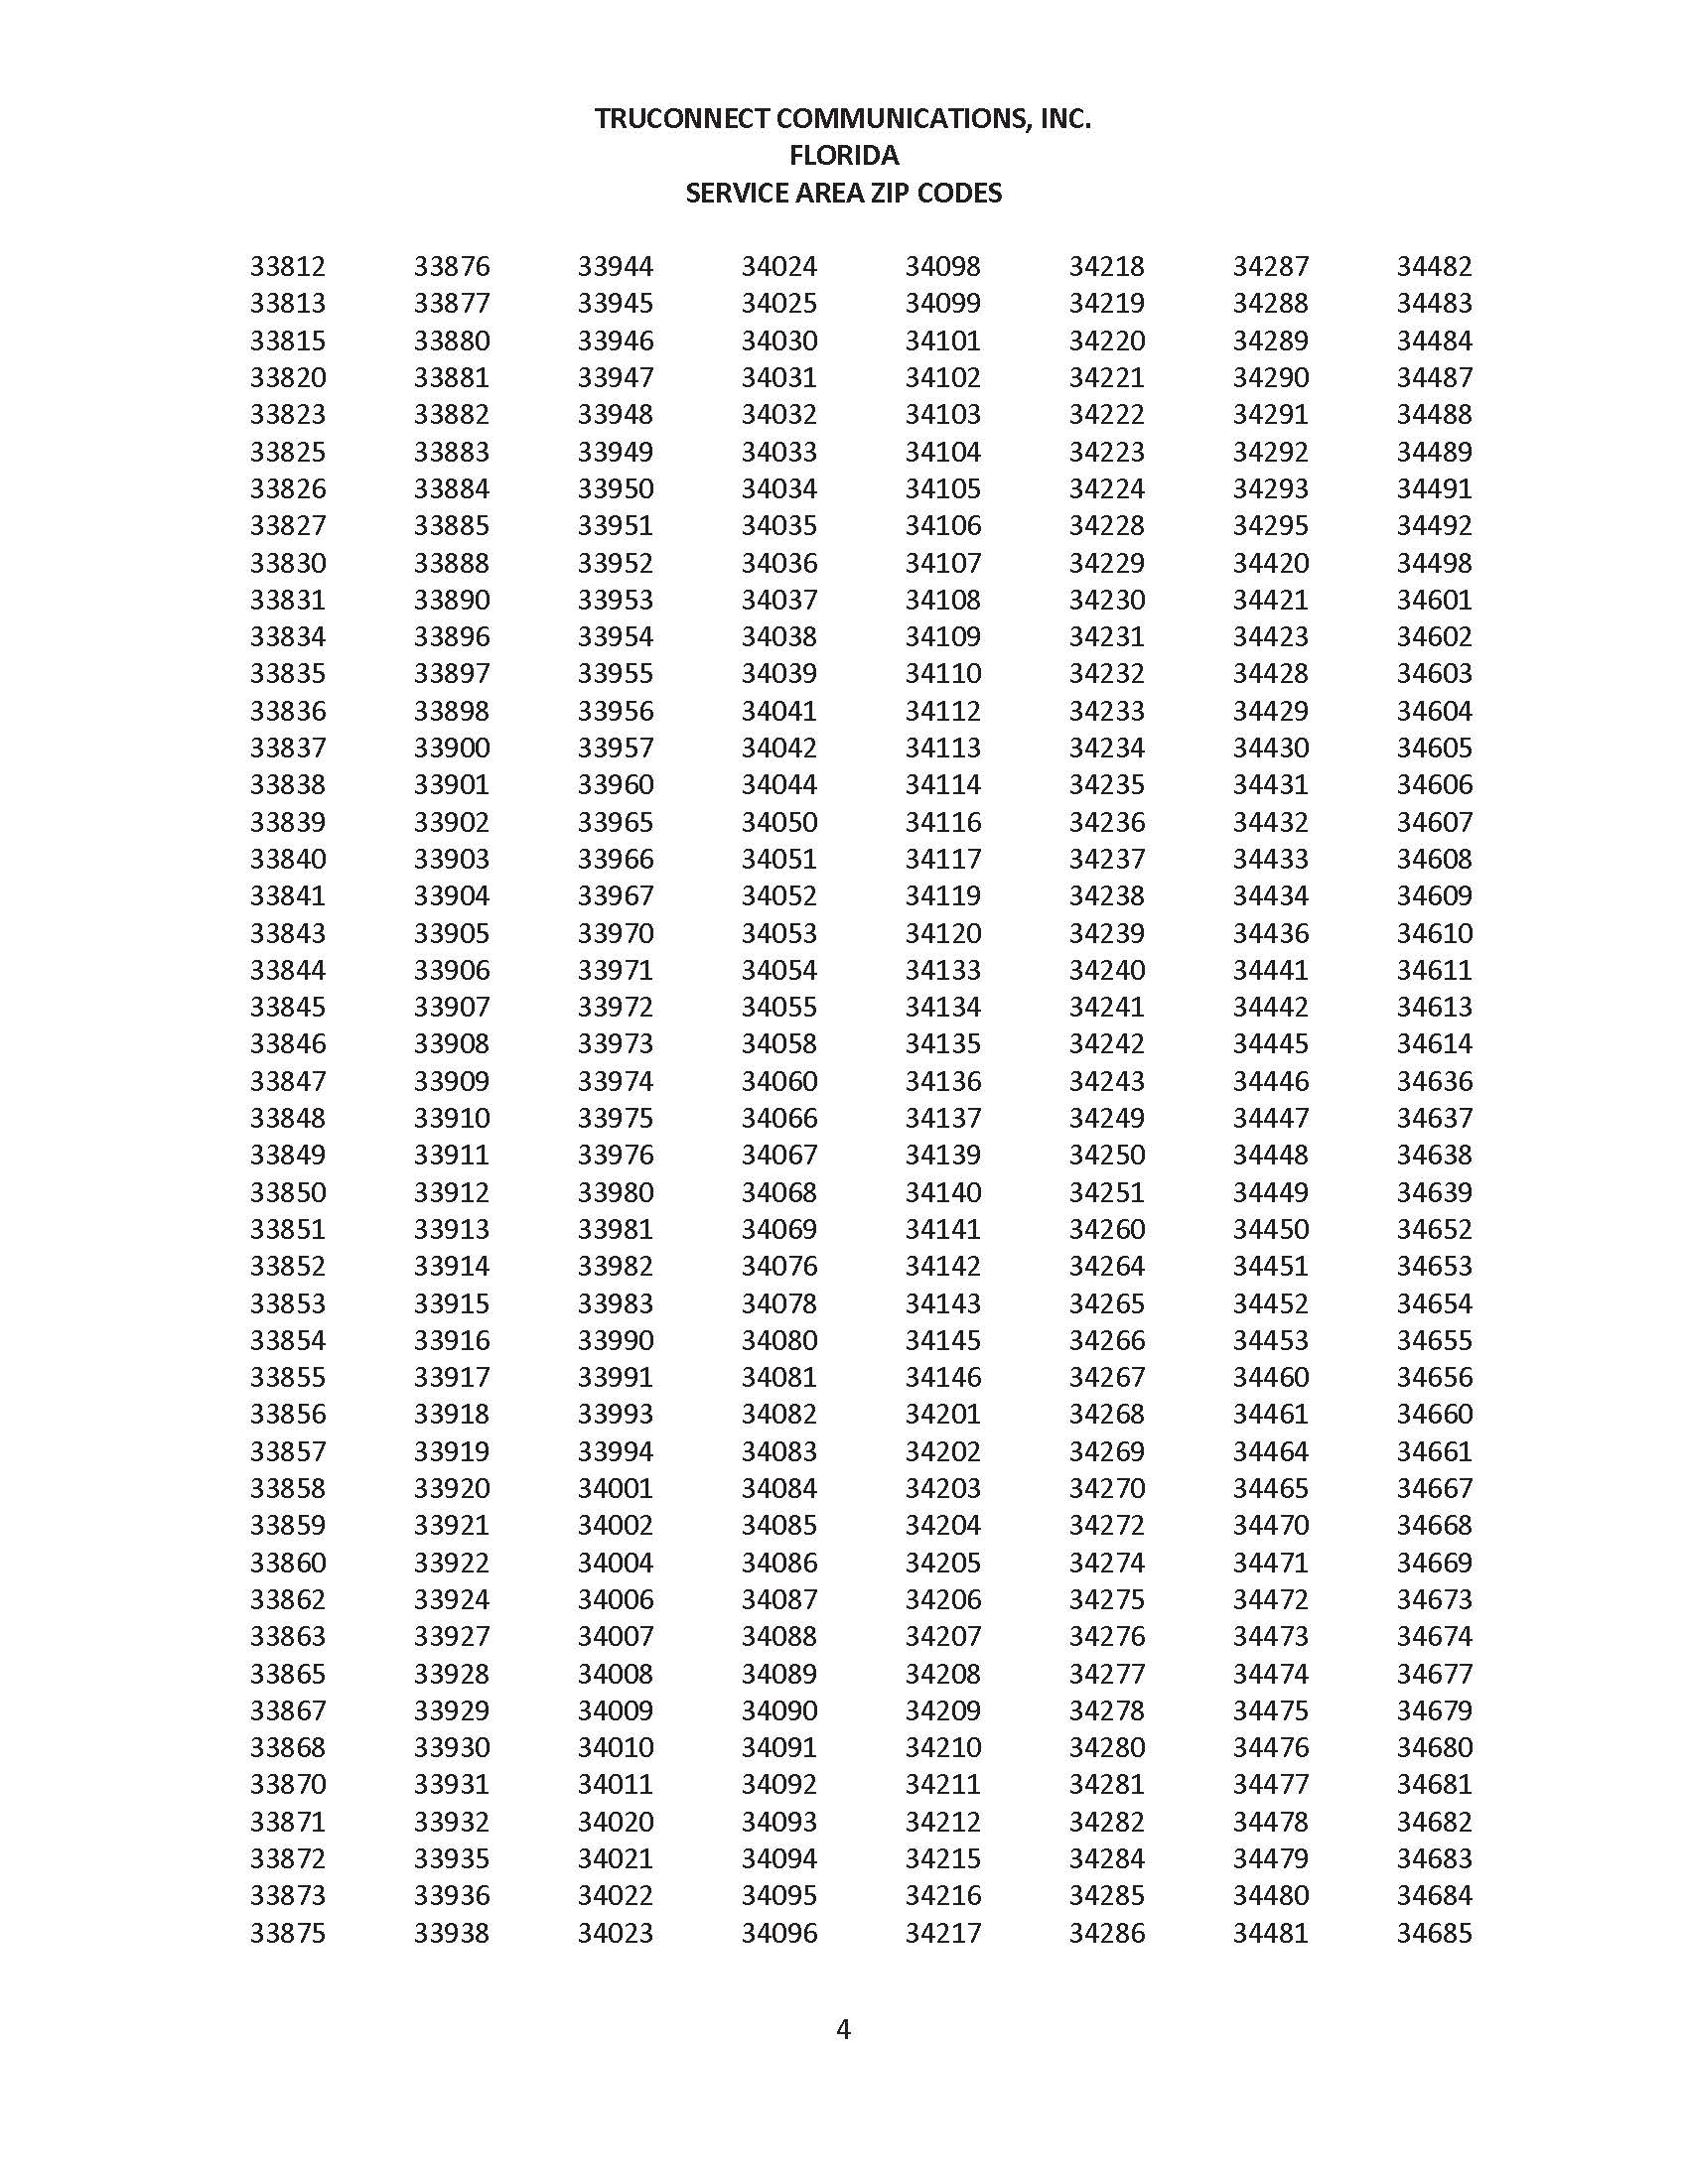 TRUCONNECT COMMUNICATIONS, INC.
FLORIDA
SERVICE AREA ZIP CODES
33812 33876 33944 34024 34098 34218 34287 34482
33813 33877 33945 34025 34099 34219 34288 34483
33815 33880 33946 34030 34101 34220 34289 34484
33820 33881 33947 34031 34102 34221 34290 34487
33823 33882 33948 34032 34103 34222 34291 34488
33825 33883 33949 34033 34104 34223 34292 34489
33826 33884 33950 34034 34105 34224 34293 34491
33827 33885 33951 34035 34106 34228 34295 34492
33830 33888 33952 34036 34107 34229 34420 34498
33831 33890 33953 34037 34108 34230 34421 34601
33834 33896 33954 34038 34109 34231 34423 34602
33835 33897 33955 34039 34110 34232 34428 34603
33836 33898 33956 34041 34112 34233 34429 34604
33837 33900 33957 34042 34113 34234 34430 34605
33838 33901 33960 34044 34114 34235 34431 34606
33839 33902 33965 34050 34116 34236 34432 34607
33840 33903 33966 34051 34117 34237 34433 34608
33841 33904 33967 34052 34119 34238 34434 34609
33843 33905 33970 34053 34120 34239 34436 34610
33844 33906 33971 34054 34133 34240 34441 34611
33845 33907 33972 34055 34134 34241 34442 34613
33846 33908 33973 34058 34135 34242 34445 34614
33847 33909 33974 34060 34136 34243 34446 34636
33848 33910 33975 34066 34137 34249 34447 34637
33849 33911 33976 34067 34139 34250 34448 34638
33850 33912 33980 34068 34140 34251 34449 34639
33851 33913 33981 34069 34141 34260 34450 34652
33852 33914 33982 34076 34142 34264 34451 34653
33853 33915 33983 34078 34143 34265 34452 34654
33854 33916 33990 34080 34145 34266 34453 34655
33855 33917 33991 34081 34146 34267 34460 34656
33856 33918 33993 34082 34201 34268 34461 34660
33857 33919 33994 34083 34202 34269 34464 34661
33858 33920 34001 34084 34203 34270 34465 34667
33859 33921 34002 34085 34204 34272 34470 34668
33860 33922 34004 34086 34205 34274 34471 34669
33862 33924 34006 34087 34206 34275 34472 34673
33863 33927 34007 34088 34207 34276 34473 34674
33865 33928 34008 34089 34208 34277 34474 34677
33867 33929 34009 34090 34209 34278 34475 34679
33868 33930 34010 34091 34210 34280 34476 34680
33870 33931 34011 34092 34211 34281 34477 34681
33871 33932 34020 34093 34212 34282 34478 34682
33872 33935 34021 34094 34215 34284 34479 34683
33873 33936 34022 34095 34216 34285 34480 34684
33875 33938 34023 34096 34217 34286 34481 34685
4